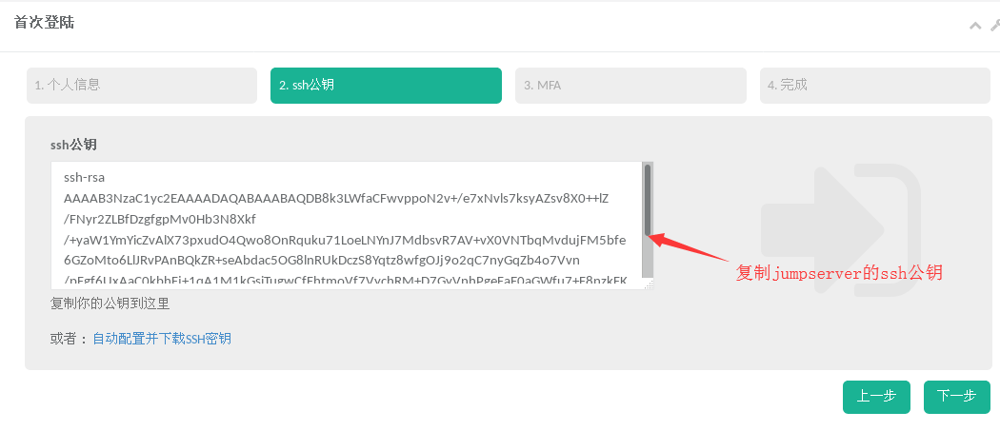 首次登陆
1. 个人信息
2. ssh公钥
3. MFA
4. 完成
ssh公钥
ssh-rsa
AAAAB3NzaC1yc2EAAAADAQABAAABAQDB8k3LWfaCFwvppoN2v+/e7xNvls7ksyAZsv8X0++lZ
/FNyr2ZLBfDzgfgpMv0Hb3N8Xkf
/+yaW1YmYicZvAlX73pxudO4Qwo8OnRquku71LoeLNYnJ7MdbsvR7AV+vX0VNTbqMvdujFM5bfe
6GZoMto6LlJRvPAnBQkZR+seAbdac5OG8lnRUkDczS8Yqtz8wfgOJj9o2qC7nyGqZb4o7Vvn
复制你的公钥到这里
或者： 自动配置并下载SSH密钥
复制jumpserver的ssh公钥
上一步
下一步